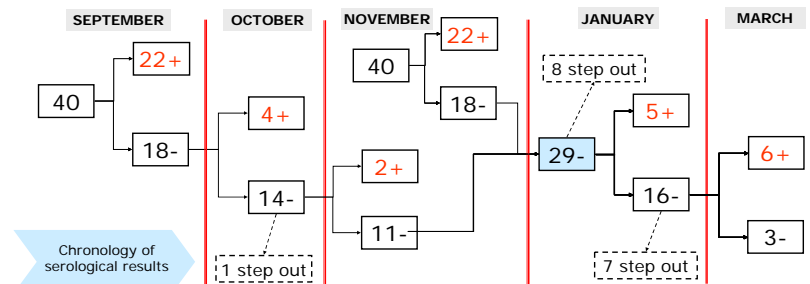 SEPTEMBER
OCTOBER
NOVEMBER
JANUARY
MARCH
22+
40
18-
4+
14-
1 step out
22+
40
18-
2+
11-
8 step out
29-
5+
16-
7 step out
6+
3-
Chronology of
serological results